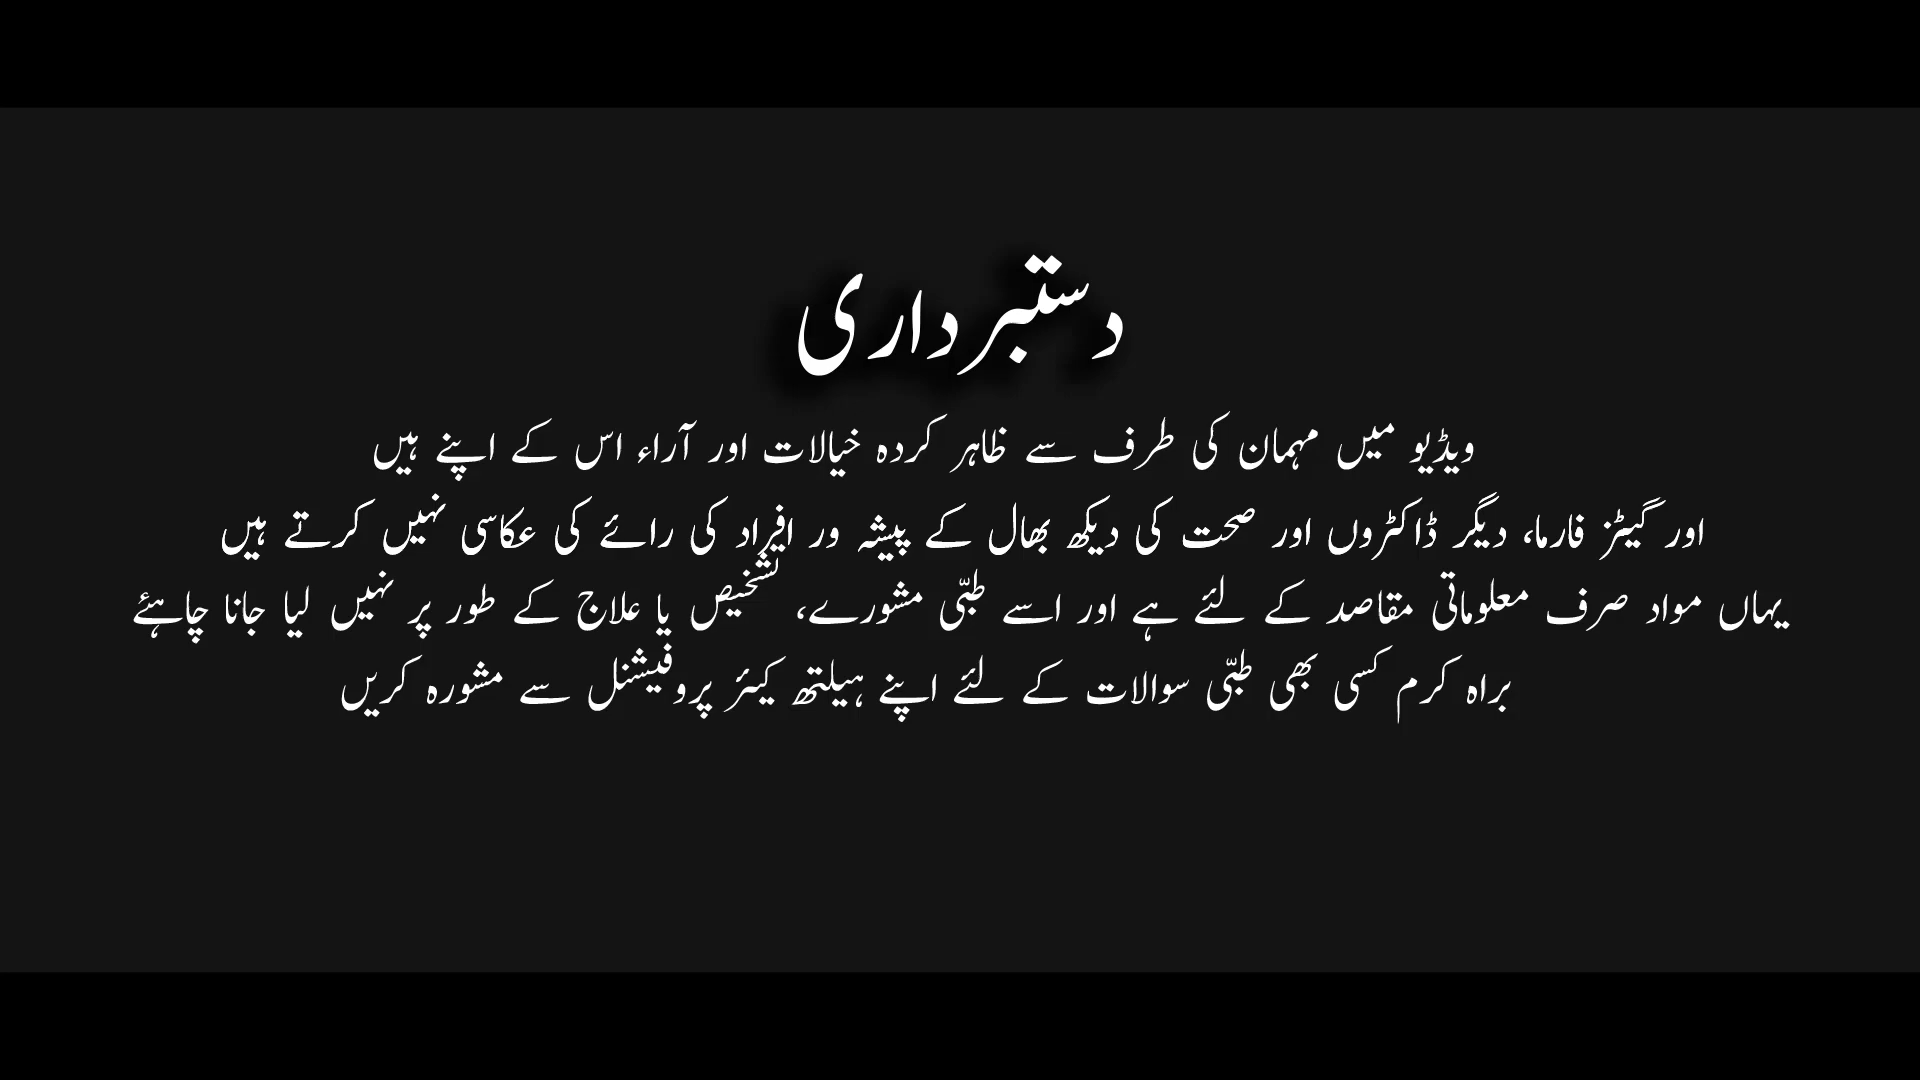 دستبرداری
ویڈیو میں مہمان کی طرف سے ظاہر کردہ خیالات اور آراء اس کے اپنے ہیں
اور گیٹز فارما، دیگر ڈاکٹروں اور صحت کی دیکھ بھال کے پیشہ ور افراد کی رائے کی عکاسی نہیں کرتے ہیں
یہاں مواد صرف معلوماتی مقاصد کے لئے ہے اور اسے طبّی مشورے، تشخیص یا علاج کے طور پر نہیں لیا جانا چاہئے
براہ کرم کسی بھی طبّی سوالات کے لئے اپنے ہیلتھ کیئر پروفیشنل سے مشورہ کریں